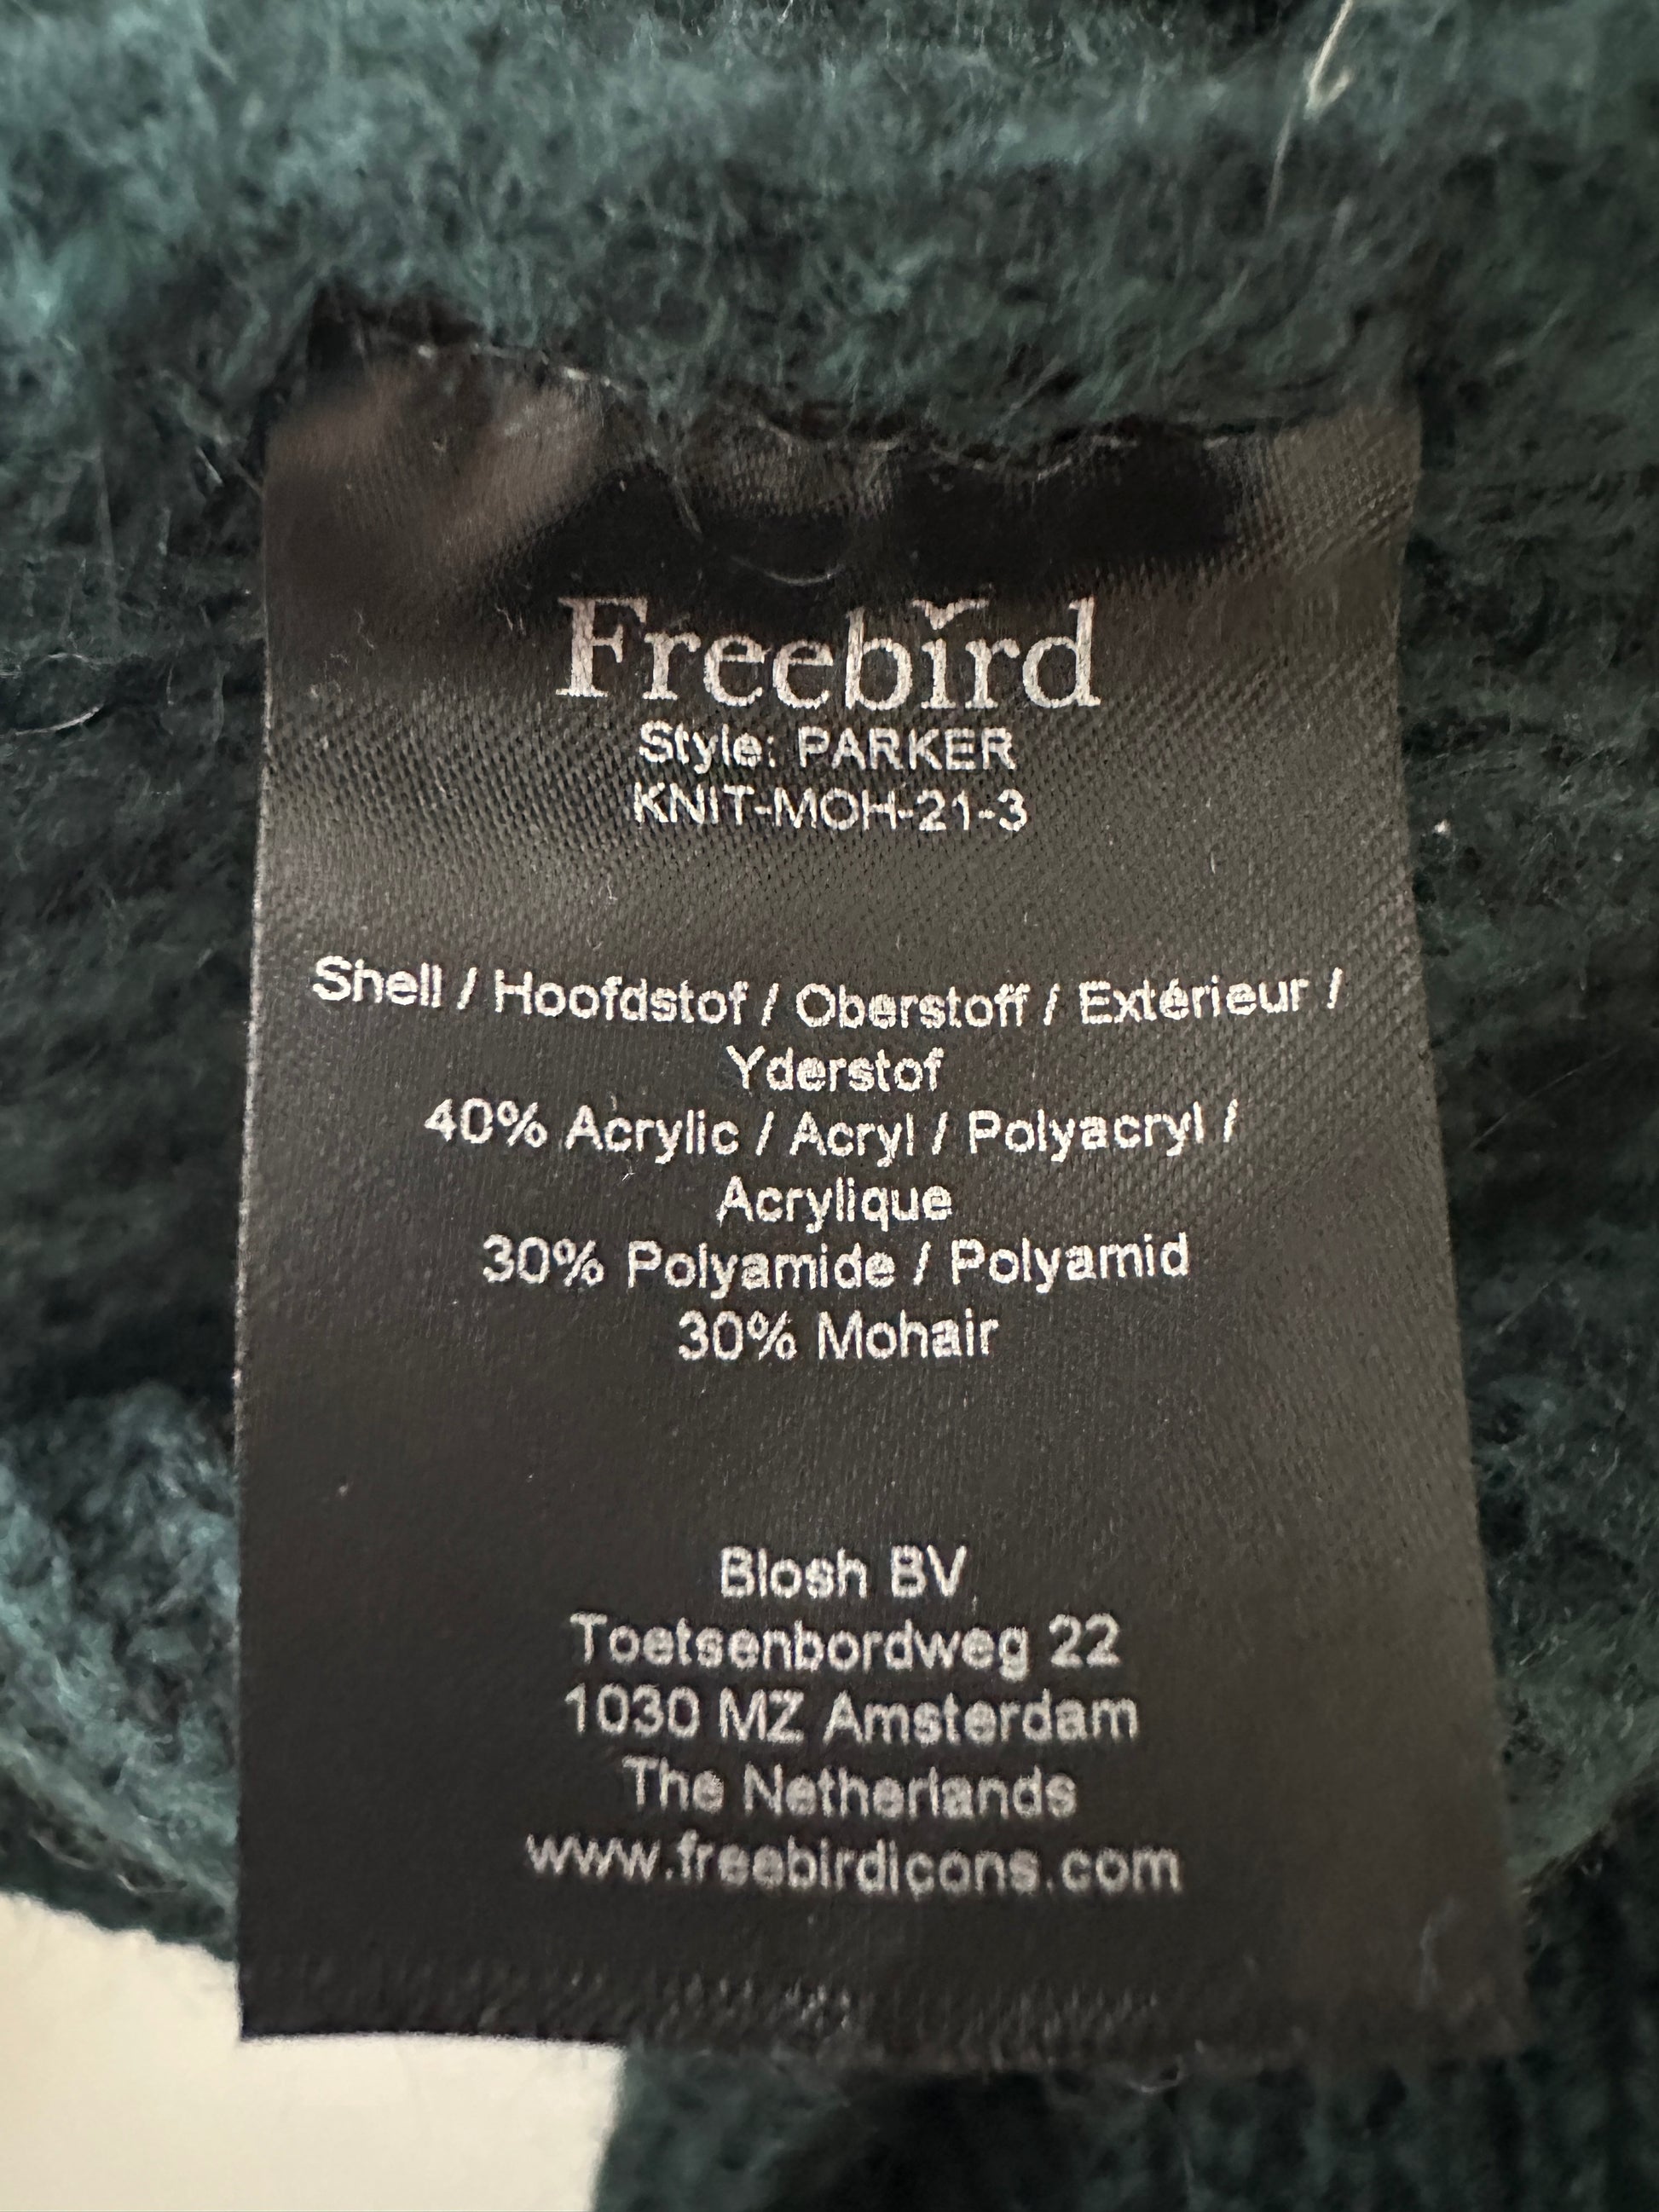 Freebird
Style: PARKER
KNIT-MOH-21-3
Shell / Hoofdstof / Oberstoff / Extérieur /
Yderstof
40% Acrylic / Acryl / Polyacryl /
Acrylique
30% Polyamide / Polyamid
30% Mohair
Blosh BV
Toetsenbordweg 22
1030 MZ Amsterdam
The Netherlands
www.freebirdicons.com